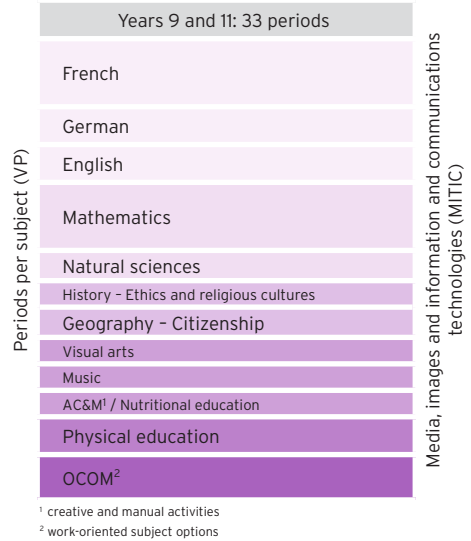 Years 9 and 11: 33 periods
Periods per subject (VP)
French
German
English
Mathematics
Natural sciences
History – Ethics and religious cultures
Geography – Citizenship
Visual arts
Music
AC&M¹ / Nutritional education
Physical education
OCOM²
Media, images and information and communications
technologies (MITIC)
¹ creative and manual activities
² work-oriented subject options